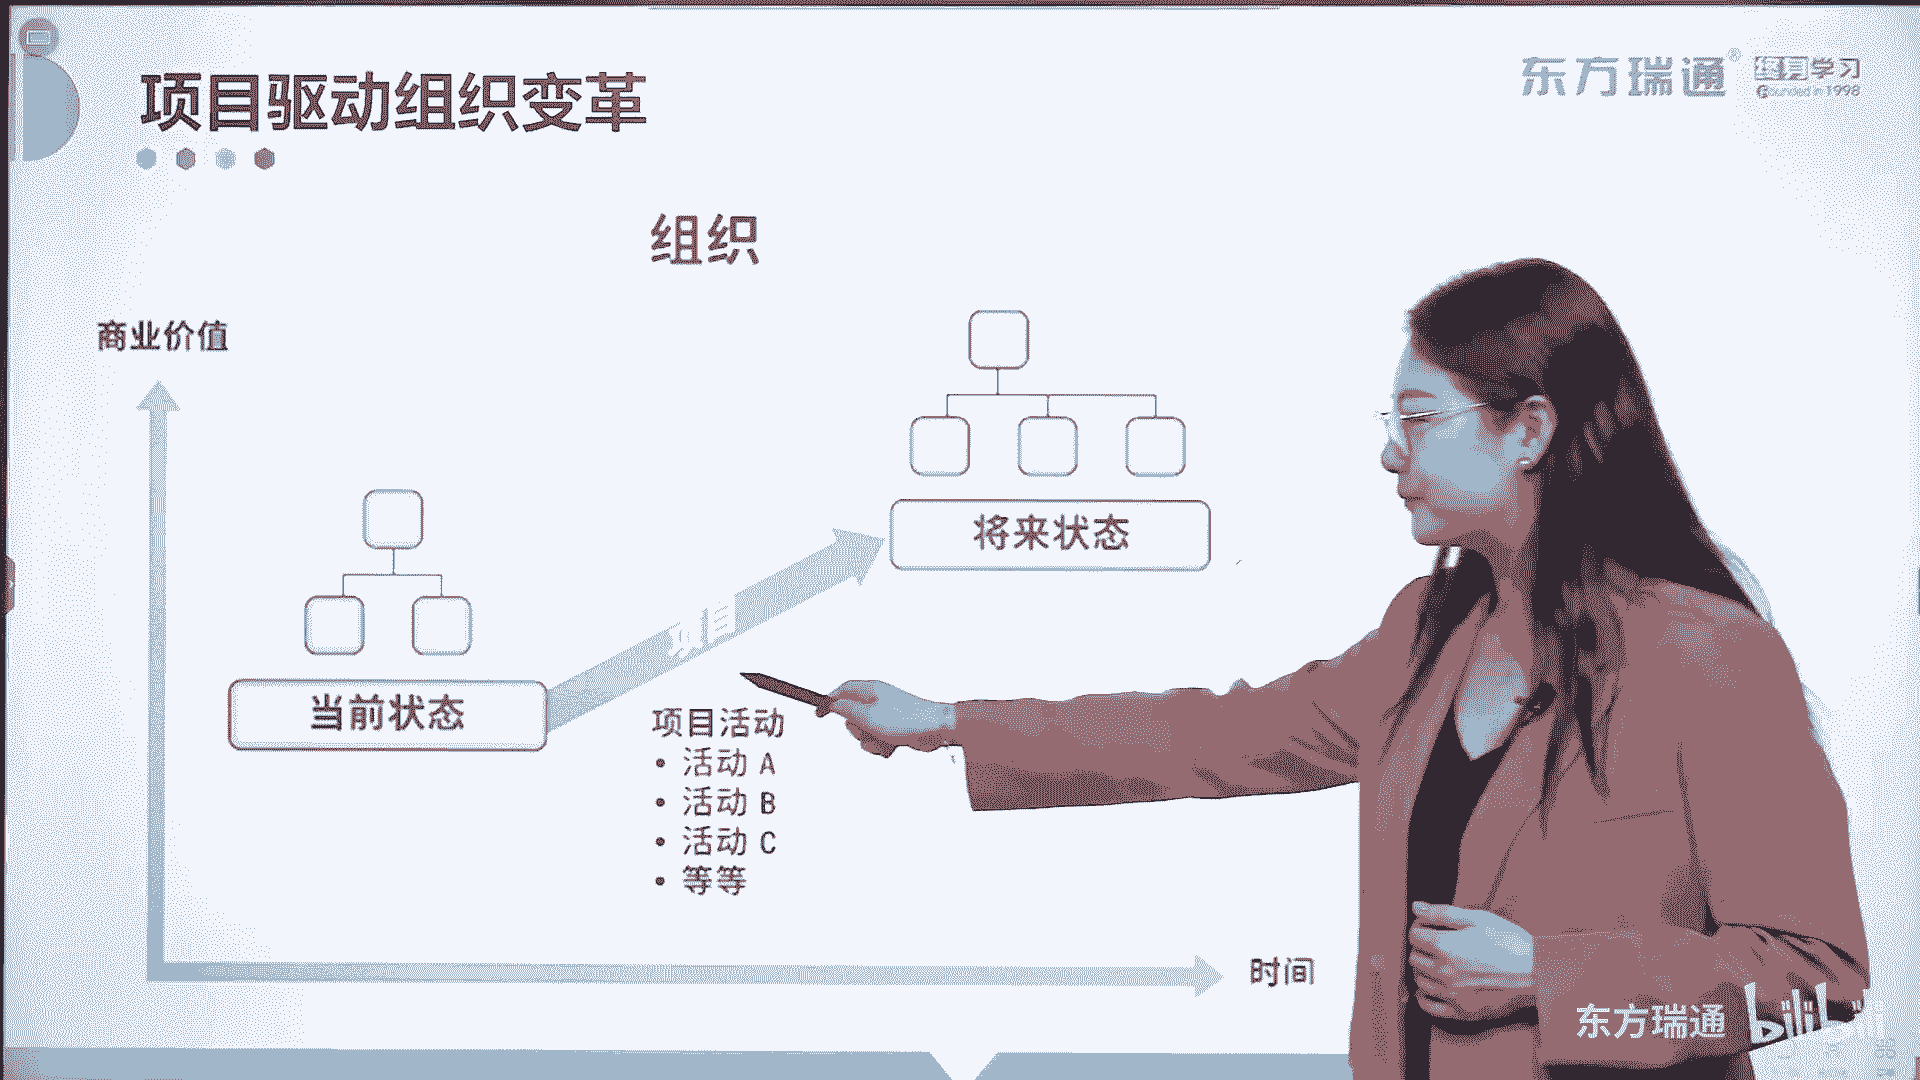 项目驱动组织变革
东方瑞通®
终身学习
Founded in 1998
组织
商业价值
将来状态
项目
当前状态
项目活动
• 活动 A
• 活动 B
• 活动 C
• 等等
时间
东方瑞通 bilibili